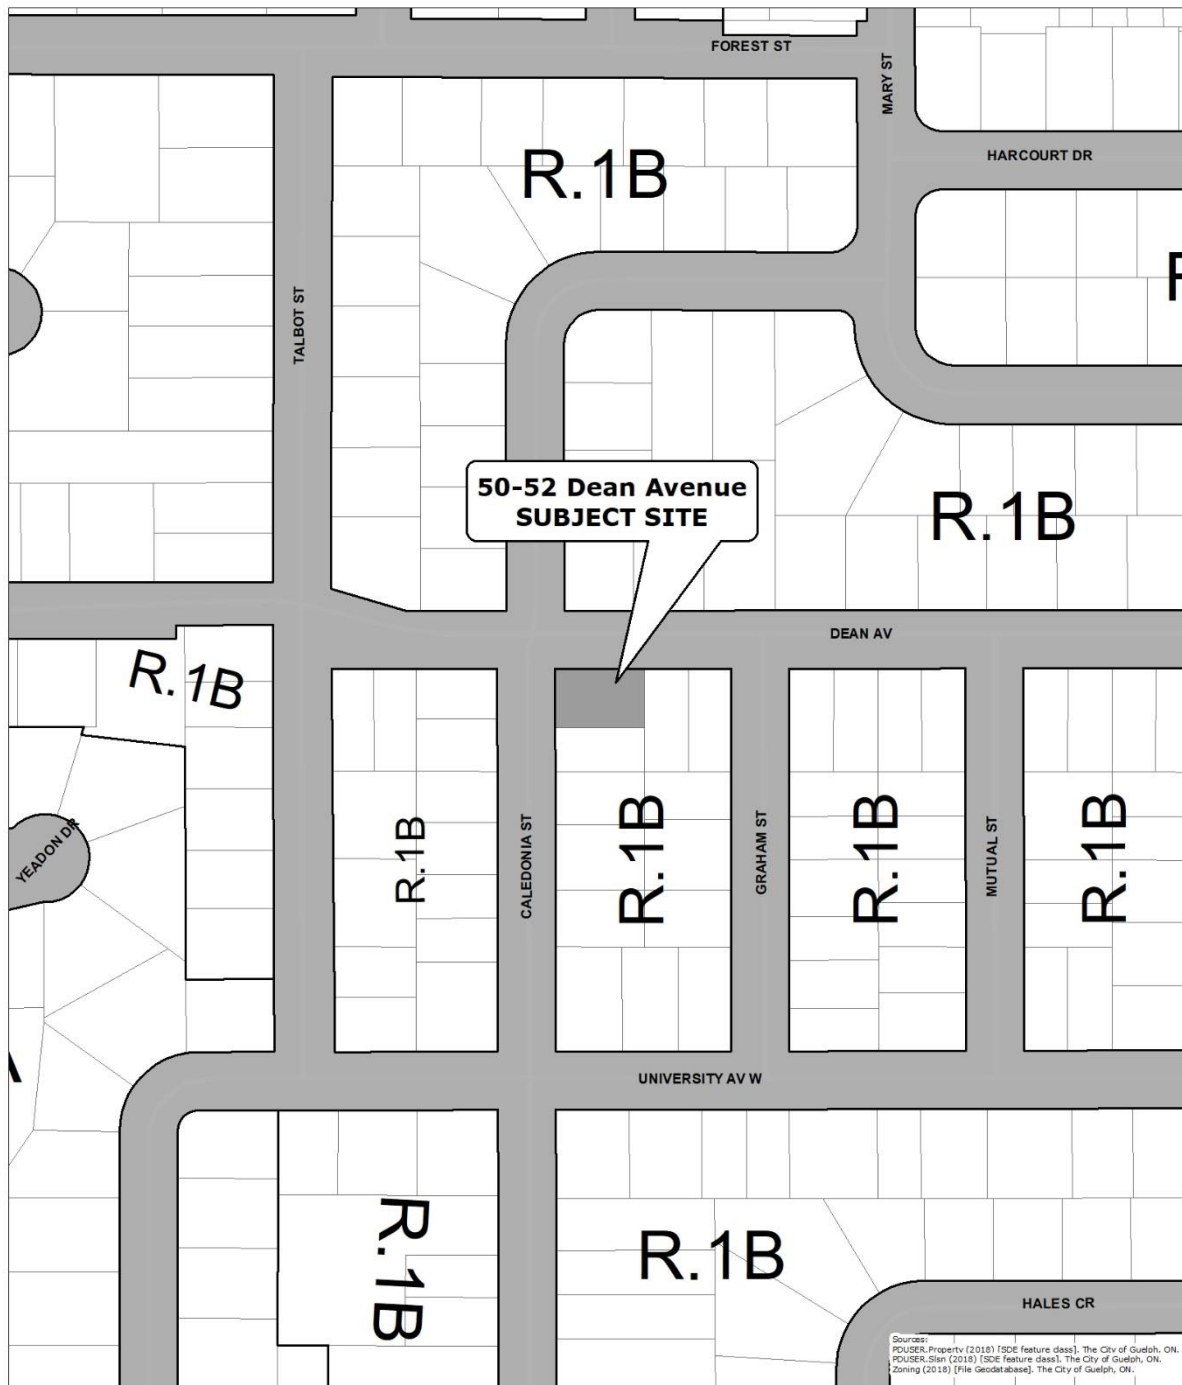 FOREST ST
MARY ST
HARCOURT DR
R.1B
TALBOT ST
50-52 Dean Avenue
SUBJECT SITE
R.1B
DEAN AV
R.1B
YEADON DR
R.1B
CALEDONIA ST
R.1B
GRAHAM ST
R.1B
MUTUAL ST
R.1B
UNIVERSITY AV W
R.1B
R.1B
HALES CR
Sources:
PDUSER.Property (2018) [SDE feature class]. The City of Guelph, ON.
PDUSER.Slsn (2018) [SDE feature class]. The City of Guelph, ON.
Zoning (2018) [File Geodatabase]. The City of Guelph, ON.